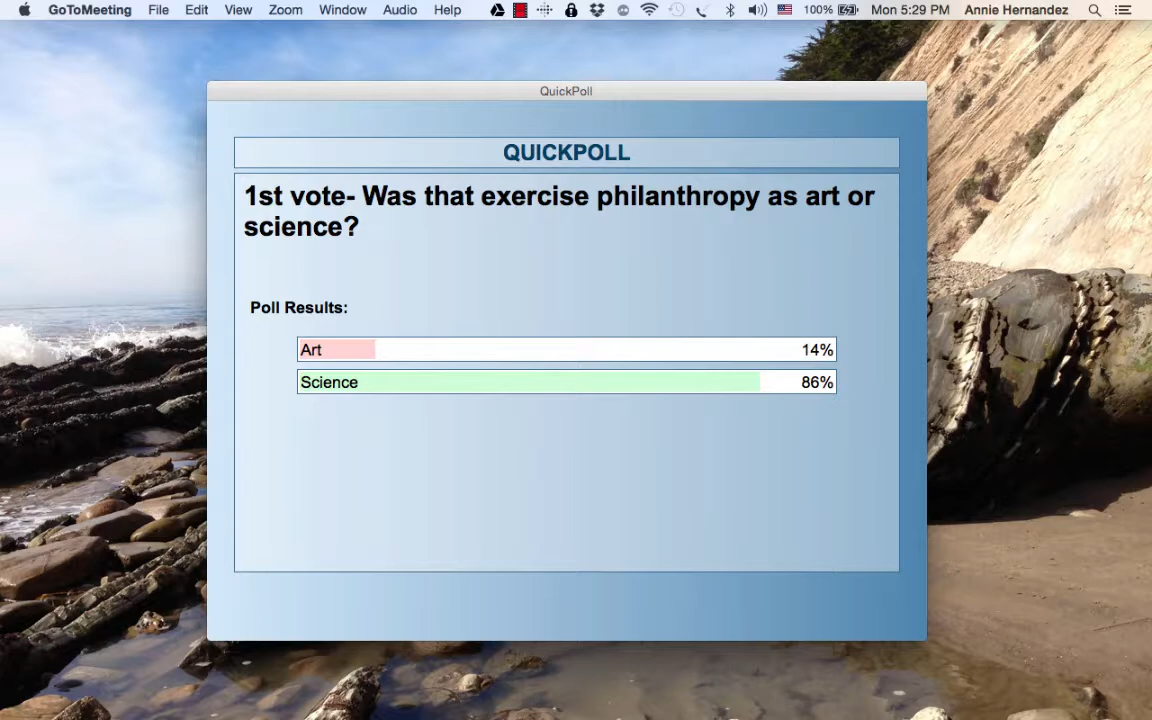 GoToMeeting File Edit View Zoom Window Audio Help 100% Mon 5:29 PM Annie Hernandez
QuickPoll
QUICKPOLL
1st vote- Was that exercise philanthropy as art or
science?
Poll Results:
Art 14%
Science 86%